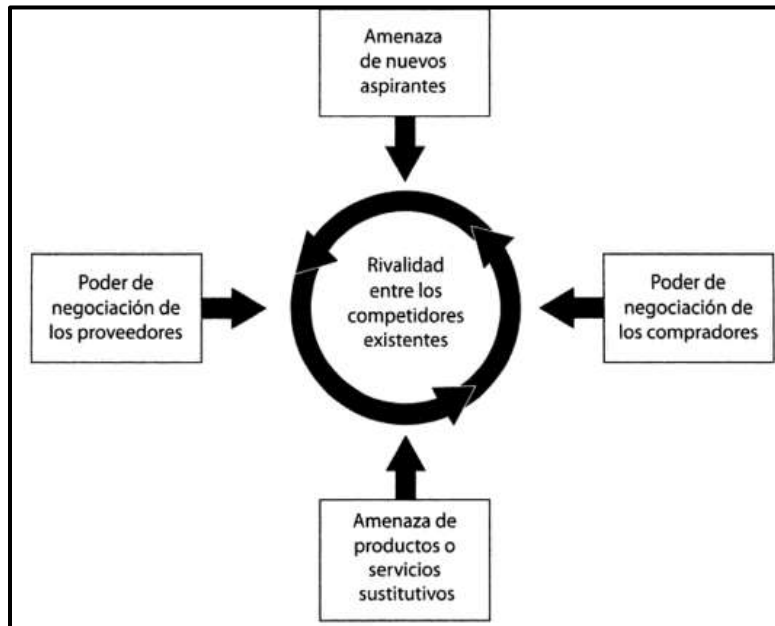 Amenaza
de nuevos
aspirantes
Poder de
negociación de
los proveedores
Rivalidad
entre los
competidores
existentes
Poder de
negociación de
los compradores
Amenaza de
productos o
servicios
sustitutivos